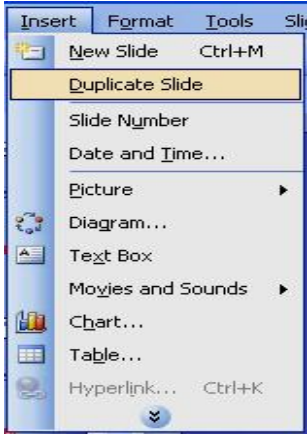 Insert Format Tools Sli
New Slide Ctrl+M
Duplicate Slide
Slide Number
Date and Time...
Picture
Diagram...
Text Box
Movies and Sounds
Chart...
Table...
Hyperlink... Ctrl+K